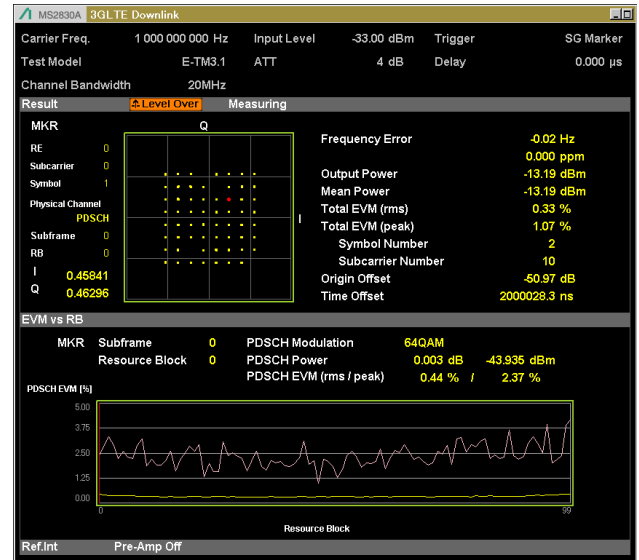 MS2830A 3GLTE Downlink
Carrier Freq. 1 000 000 000 Hz Input Level -33.00 dBm Trigger SG Marker
Test Model E-TM3.1 ATT 4 dB Delay 0.000 µs
Channel Bandwidth 20MHz
Result Level Over Measuring
MKR Q
RE 0
Subcarrier 0
Symbol 1
Physical Channel
PDSCH
Subframe 0
RB 0
I 0.45841
Q 0.46296
I
Frequency Error -0.02 Hz
0.000 ppm
Output Power -13.19 dBm
Mean Power -13.19 dBm
Total EVM (rms) 0.33 %
Total EVM (peak) 1.07 %
Symbol Number 2
Subcarrier Number 10
Origin Offset -50.97 dB
Time Offset 2000028.3 ns
EVM vs RB
MKR Subframe 0 PDSCH Modulation 64QAM
Resource Block 0 PDSCH Power 0.003 dB -43.935 dBm
PDSCH EVM (rms / peak) 0.44 % / 2.37 %
PDSCH EVM [%]
5.00
3.75
2.50
1.25
0.00
0 99
Resource Block
Ref.Int Pre-Amp Off